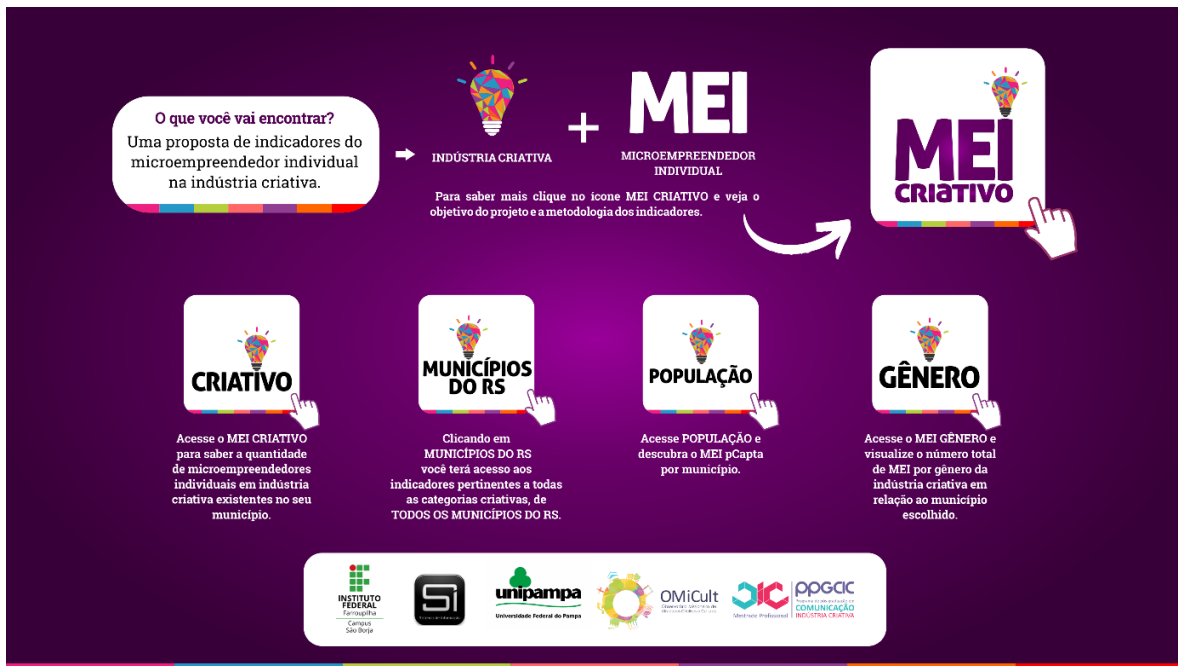 O que você vai encontrar?
Uma proposta de indicadores do
microempreendedor individual
na indústria criativa.
INDÚSTRIA CRIATIVA
+
MEI
MICROEMPREENDEDOR
INDIVIDUAL
Para saber mais clique no ícone MEI CRIATIVO e veja o
objetivo do projeto e a metodologia dos indicadores.
MEI
CRIATIVO
CRIATIVO
Acesse o MEI CRIATIVO
para saber a quantidade
de microempreendedores
individuais em indústria
criativa existentes no seu
município.
MUNICÍPIOS
DO RS
Clicando em
MUNICÍPIOS DO RS
você terá acesso aos
indicadores pertinentes a todas
as categorias criativas, de
TODOS OS MUNICÍPIOS DO RS.
POPULAÇÃO
Acesse POPULAÇÃO e
descubra o MEI pCapta
por município.
GÊNERO
Acesse o MEI GÊNERO e
visualize o número total
de MEI por gênero da
indústria criativa em
relação ao município
escolhido.
INSTITUTO
FEDERAL
Farroupilha
Campus
São Borja
Si
unipampa
Universidade Federal do Pampa
OMiCult
Mestrado Profissional
PPGCIC
COMUNICAÇÃO
INDÚSTRIA CRIATIVA